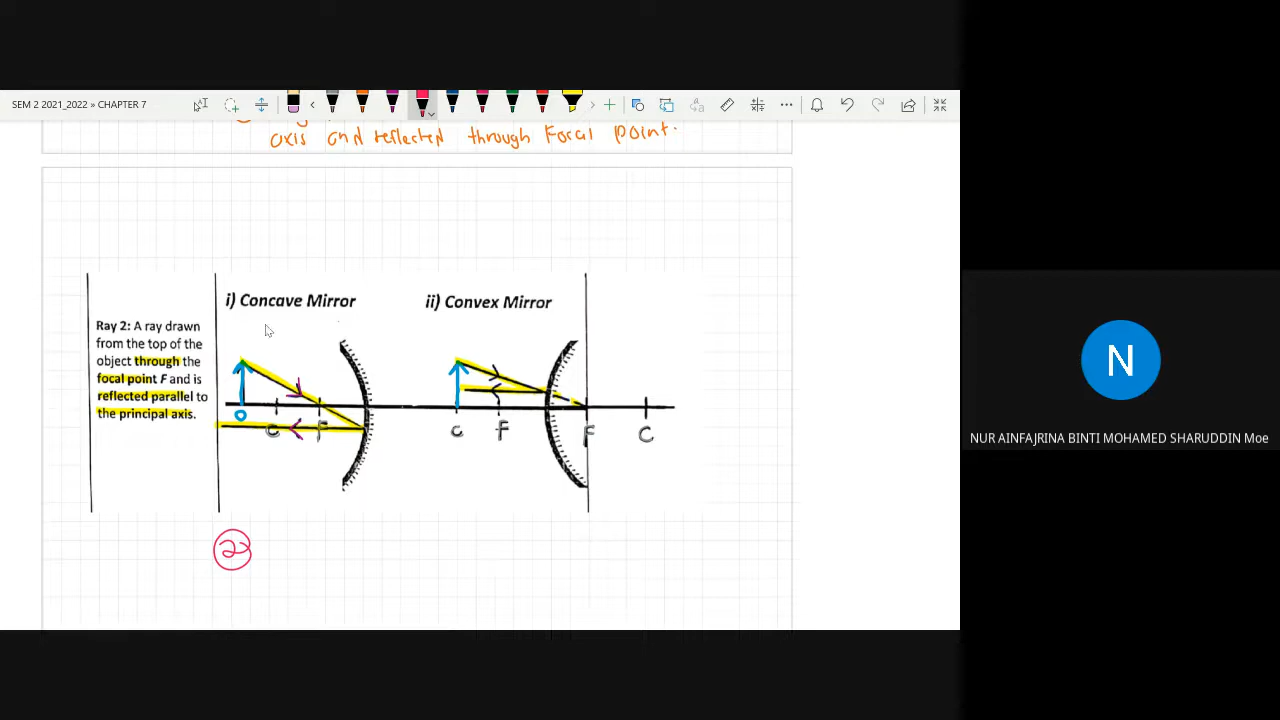 SEM 2 2021_2022 » CHAPTER 7
axis and reflected through Focal point.
i) Concave Mirror
ii) Convex Mirror
Ray 2: A ray drawn
from the top of the
object through the
focal point F and is
reflected parallel to
the principal axis.
O
C
F
C
F
F
C
2
N
NUR AINFAJRINA BINTI MOHAMED SHARUDDIN Moe